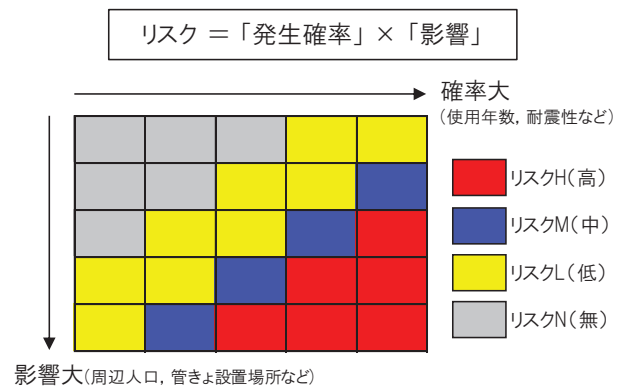 リスク ＝「発生確率」×「影響」
確率大
（使用年数，耐震性など）
リスクH（高）
リスクM（中）
リスクL（低）
リスクN（無）
影響大（周辺人口，管きょ設置場所など）